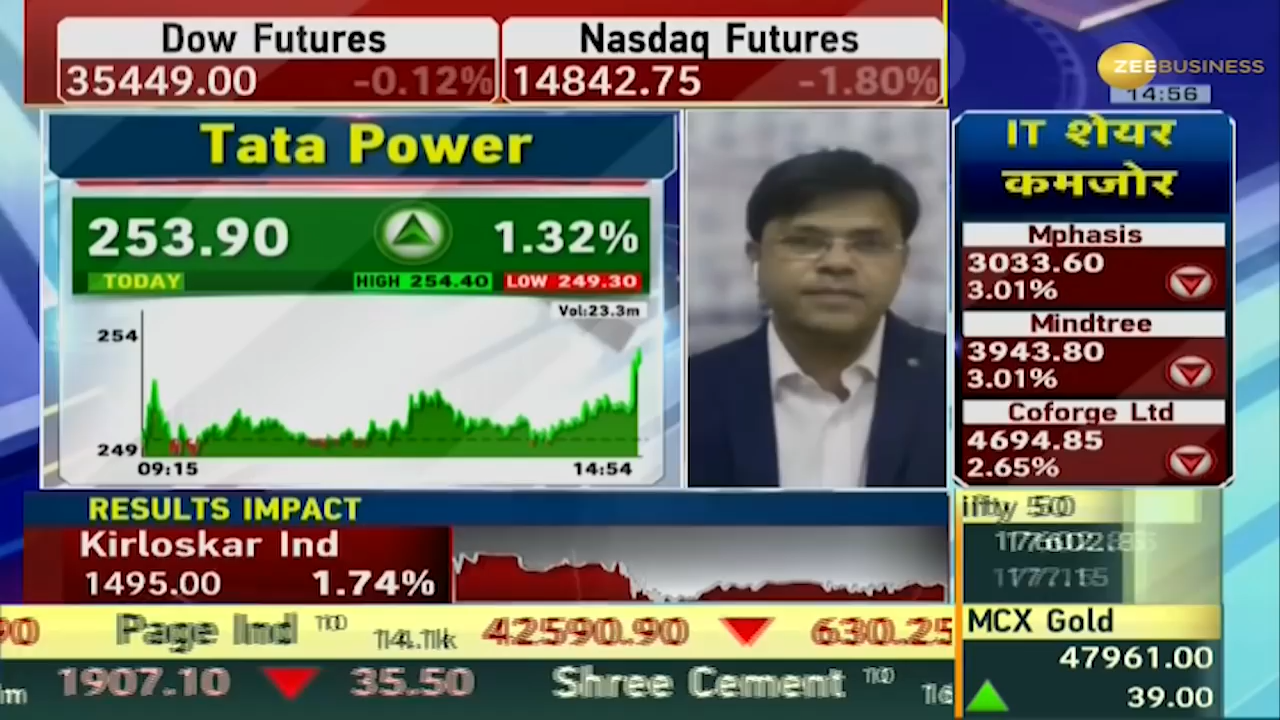 Dow Futures
35449.00 -0.12%
Nasdaq Futures
14842.75 -1.80%
ZEEBUSINESS
14:56
Tata Power
253.90 1.32%
TODAY HIGH 254.40 LOW 249.30
Vol:23.3m
254
249
09:15 14:54
IT शेयर
कमजोर
Mphasis
3033.60
3.01%
Mindtree
3943.80
3.01%
Coforge Ltd
4694.85
2.65%
RESULTS IMPACT
Kirloskar Ind
1495.00 1.74%
50
MCX Gold
47961.00
39.00
Page Ind 42590.90 630.25
1907.10 35.50 Shree Cement